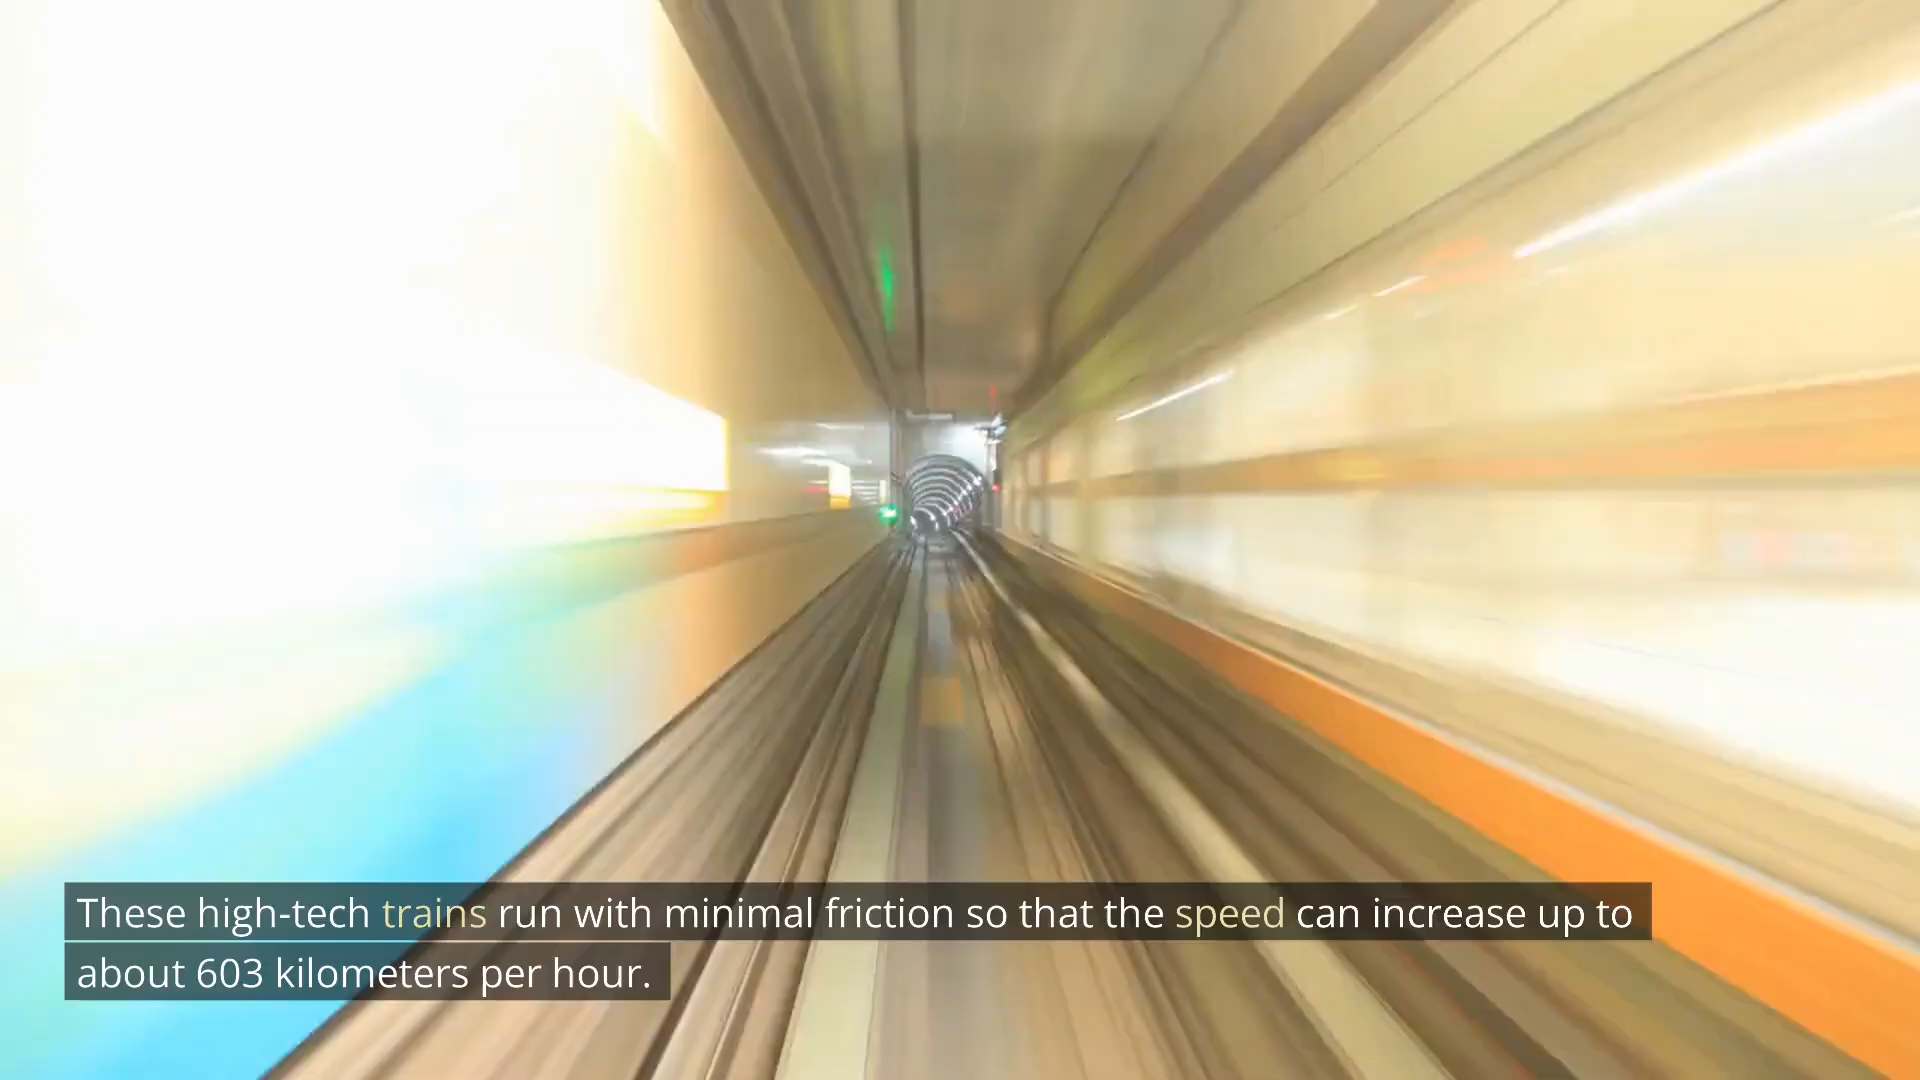 These high-tech trains run with minimal friction so that the speed can increase up to
about 603 kilometers per hour.